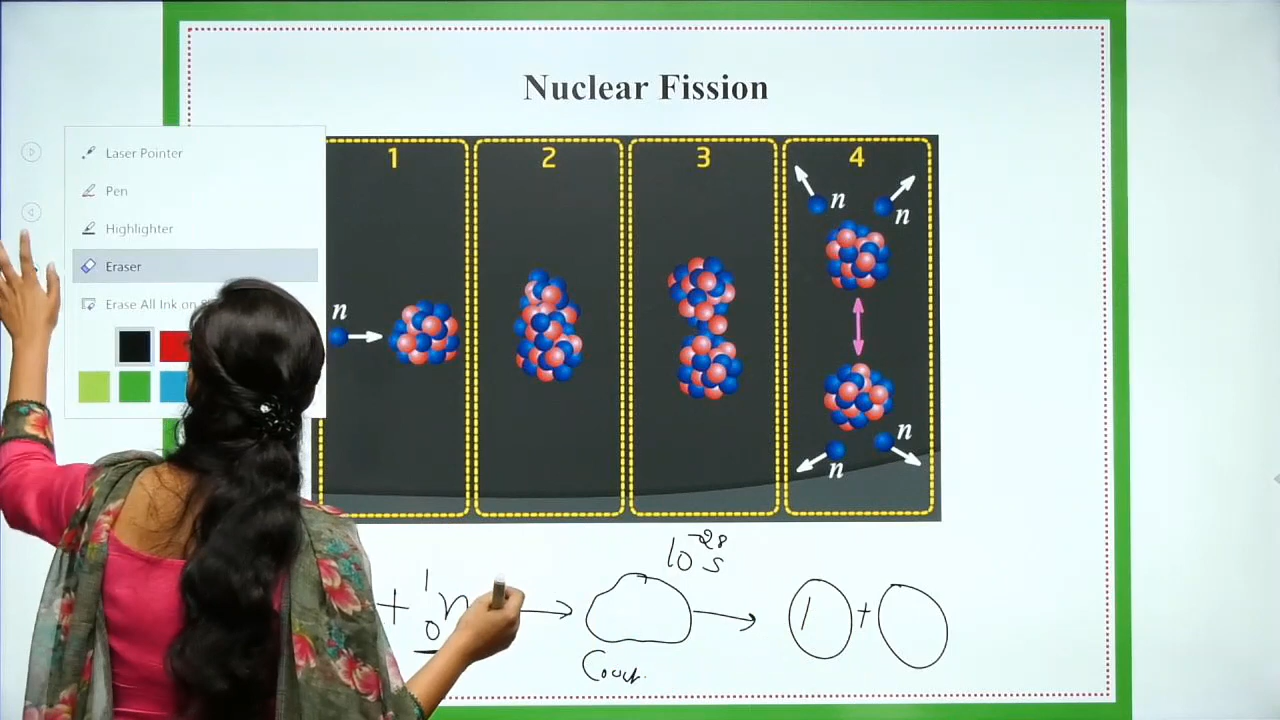 Nuclear Fission
Laser Pointer
Pen
Highlighter
Eraser
Erase All Ink on S
1
2
3
4
n
n
n
n
n
10⁻²⁸ s
+ ¹₀n → → 1 +